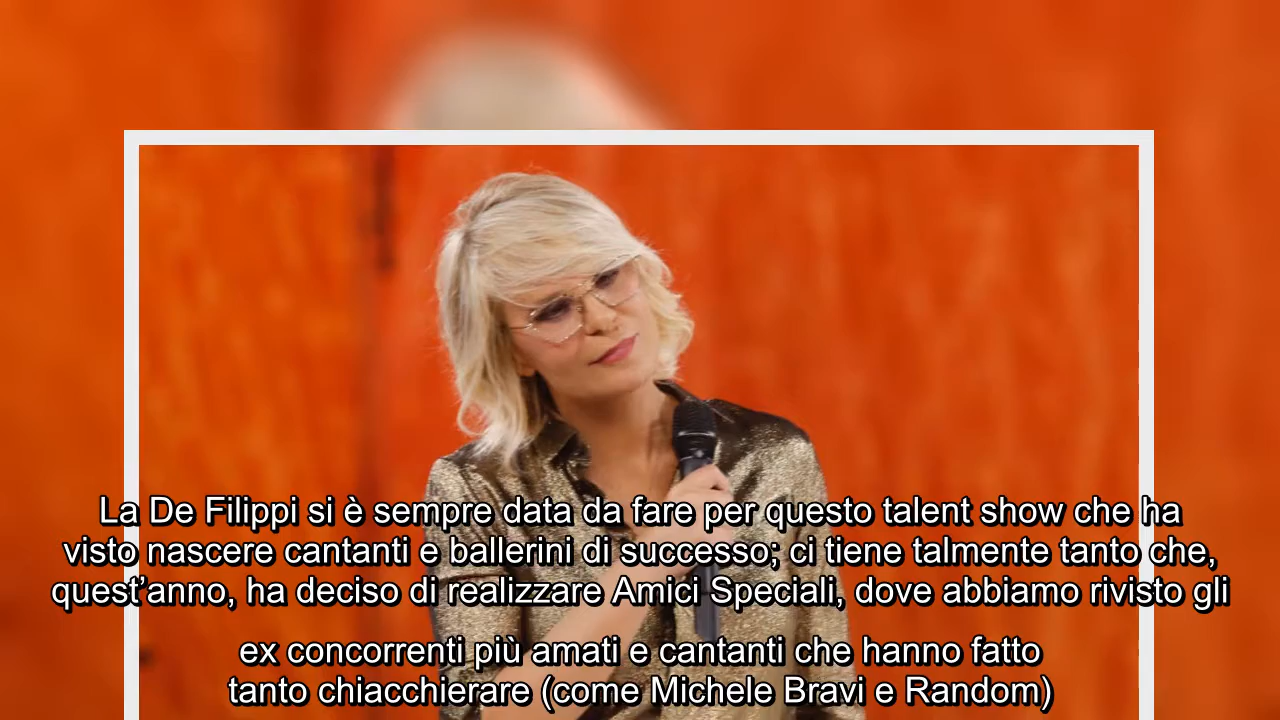 La De Filippi si è sempre data da fare per questo talent show che ha
visto nascere cantanti e ballerini di successo; ci tiene talmente tanto che,
quest’anno, ha deciso di realizzare Amici Speciali, dove abbiamo rivisto gli
ex concorrenti più amati e cantanti che hanno fatto
tanto chiacchierare (come Michele Bravi e Random)